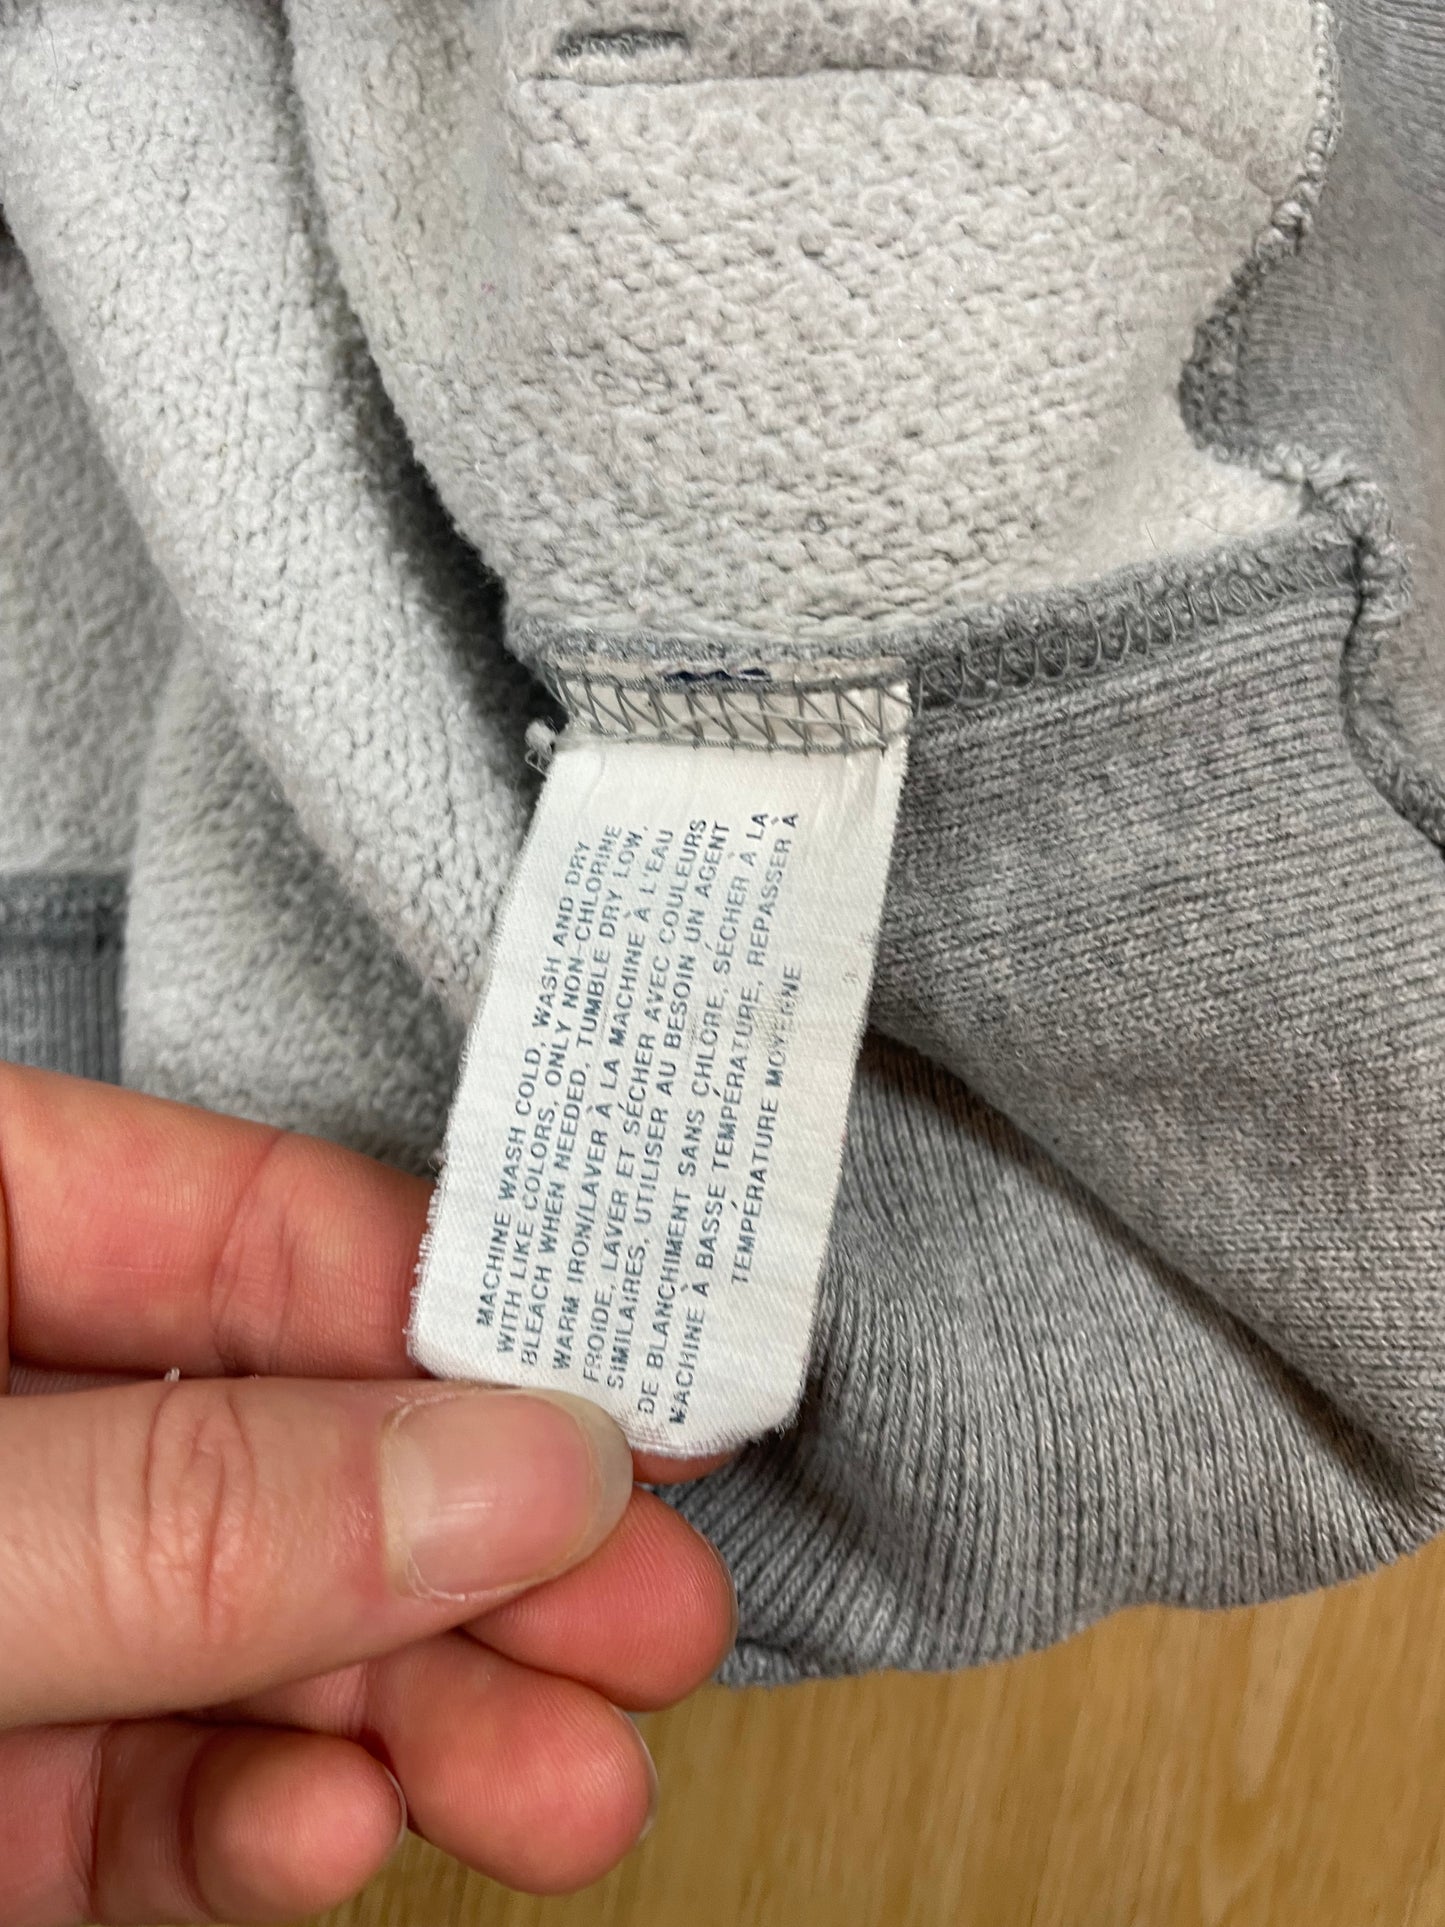 MACHINE WASH COLD, WASH AND DRY
WITH LIKE COLORS, ONLY NON-CHLORINE
BLEACH WHEN NEEDED, TUMBLE DRY LOW,
WARM IRON/LAVER À LA MACHINE À L'EAU
FROIDE, LAVER ET SÉCHER AVEC COULEURS
SIMILAIRES, UTILISER AU BESOIN UN AGENT
DE BLANCHIMENT SANS CHLORE, SÉCHER À LA
MACHINE À BASSE TEMPÉRATURE, REPASSER À
TEMPÉRATURE MOYENNE